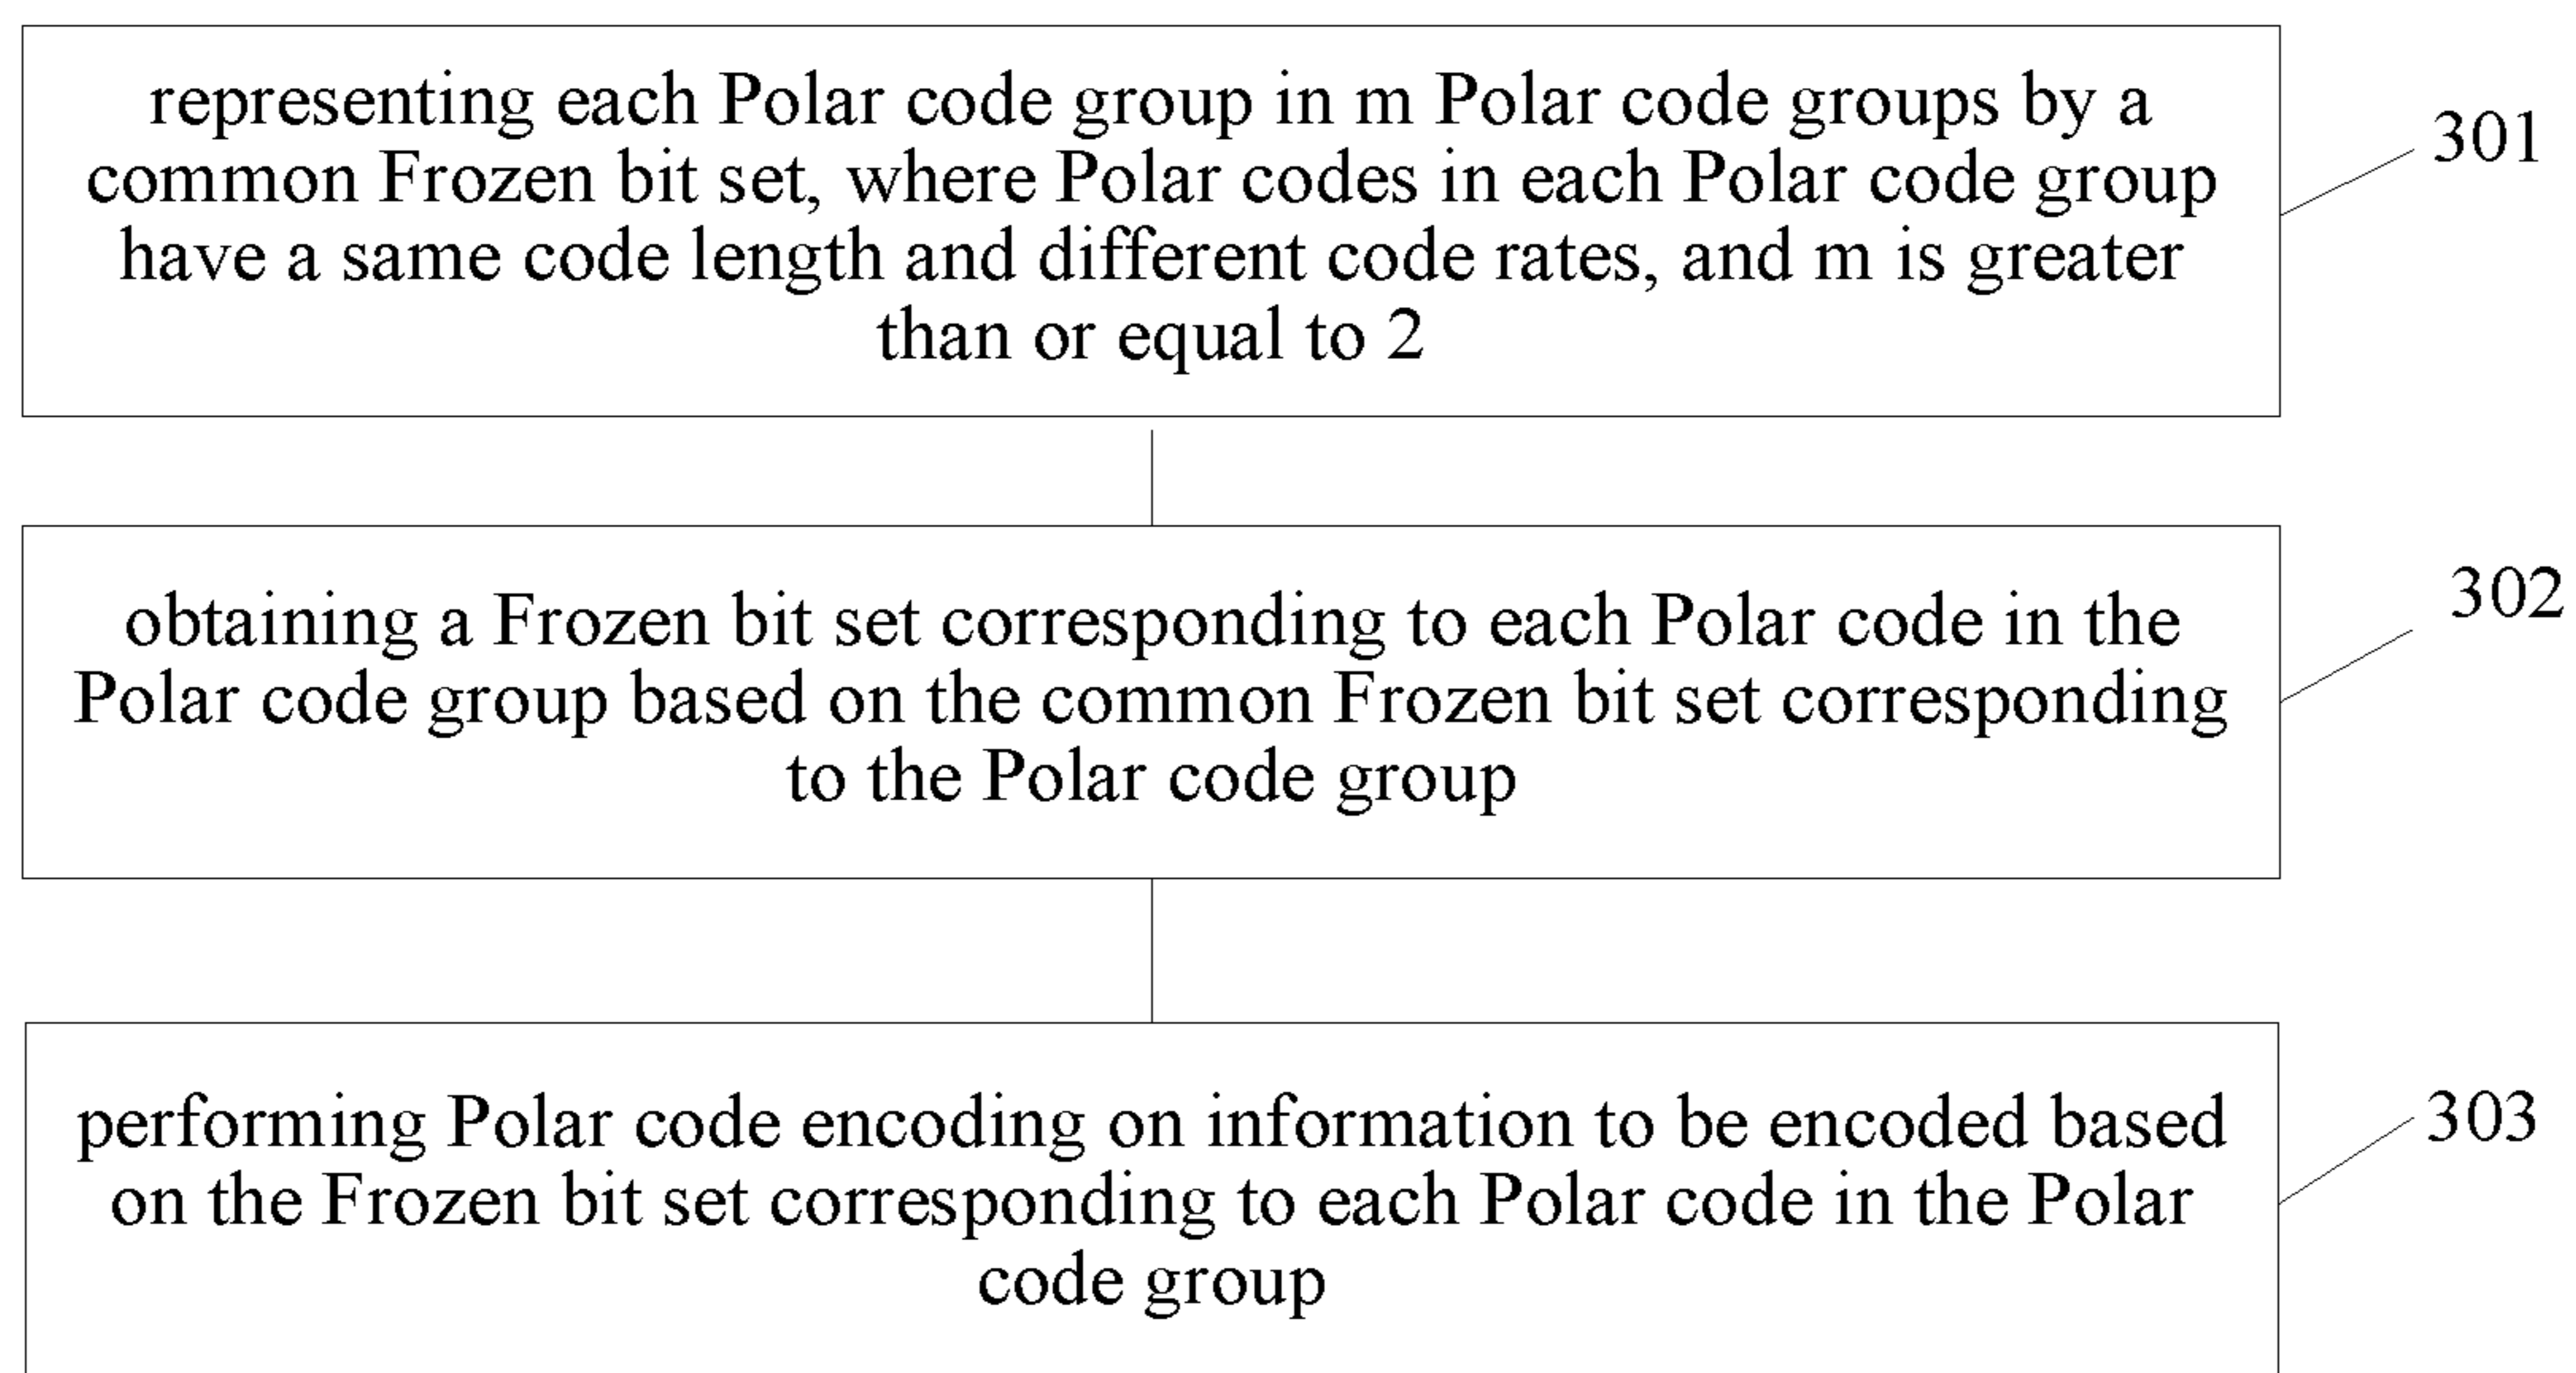 representing each Polar code group in m Polar code groups by a
common Frozen bit set, where Polar codes in each Polar code group
have a same code length and different code rates, and m is greater
than or equal to 2
301
obtaining a Frozen bit set corresponding to each Polar code in the
Polar code group based on the common Frozen bit set corresponding
to the Polar code group
302
performing Polar code encoding on information to be encoded based
on the Frozen bit set corresponding to each Polar code in the Polar
code group
303